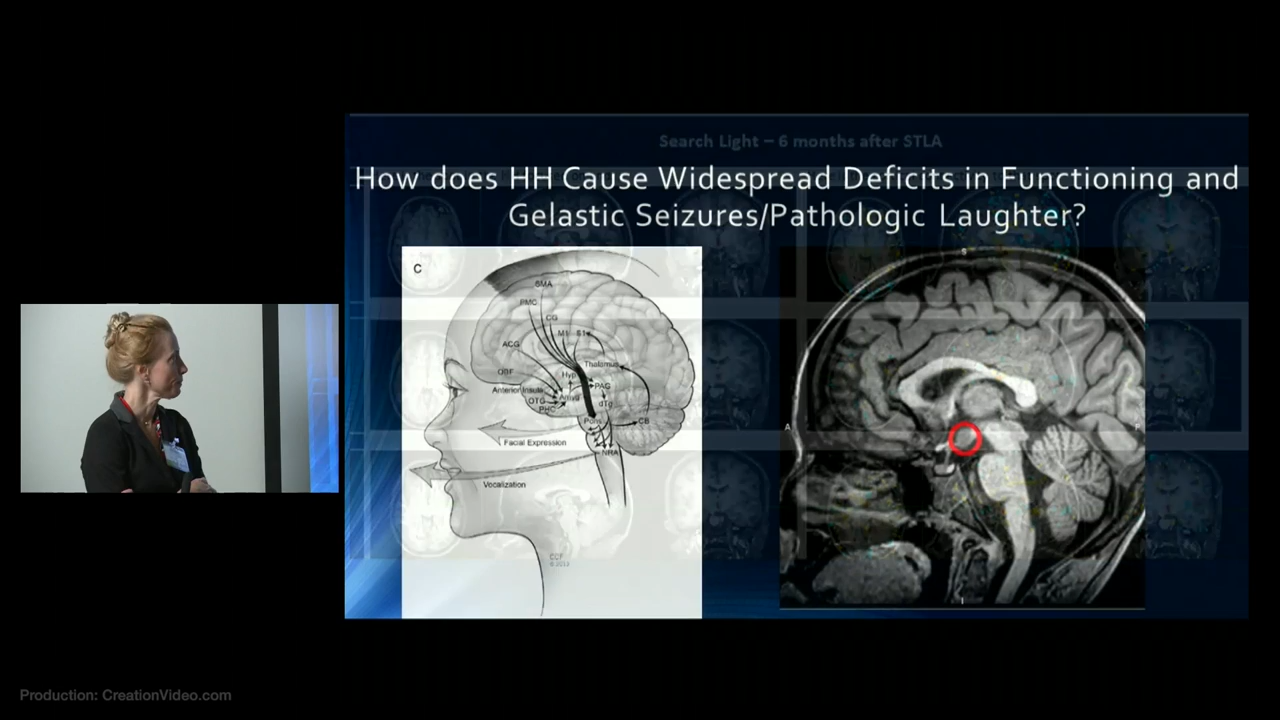 Search Light – 6 months after STLA
How does HH Cause Widespread Deficits in Functioning and
Gelastic Seizures/Pathologic Laughter?
C
SMA
PMC
CG
M1 S1
ACG
Thalamus
OBF
Hyp
PAG
Anterior Insula
Amyg
OTG
dTg
PHC
Pons
CB
Facial Expression
NRA
Vocalization
CCF
© 2013
S
A
P
I
Production: CreationVideo.com